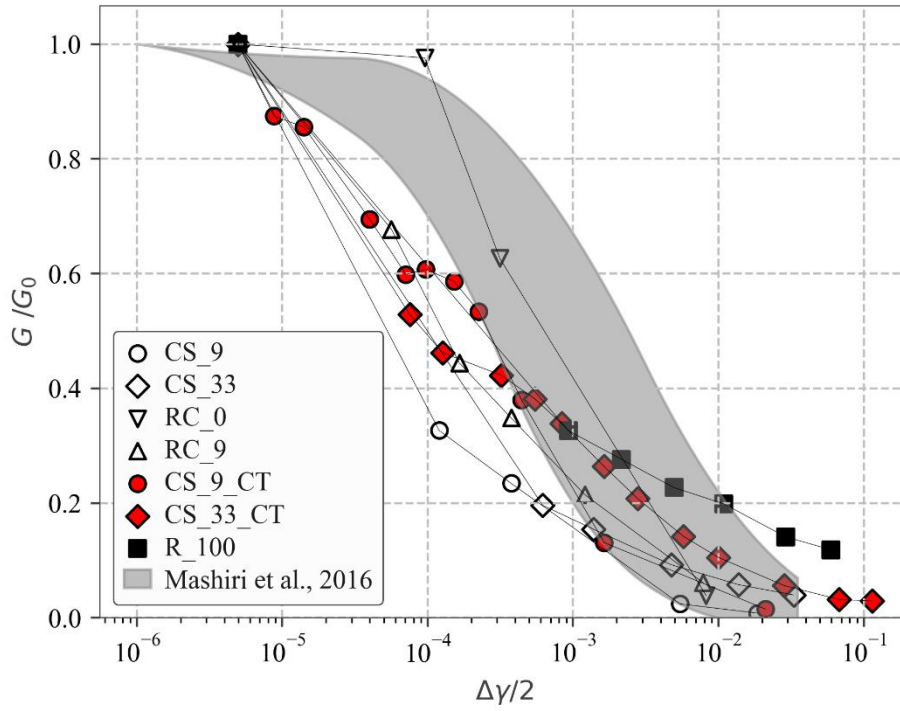 1.0
0.8
0.6
0.4
0.2
0.0
G /G₀
CS_9
CS_33
RC_0
RC_9
CS_9_CT
CS_33_CT
R_100
Mashiri et al., 2016
10⁻⁶ 10⁻⁵ 10⁻⁴ 10⁻³ 10⁻² 10⁻¹
Δγ/2